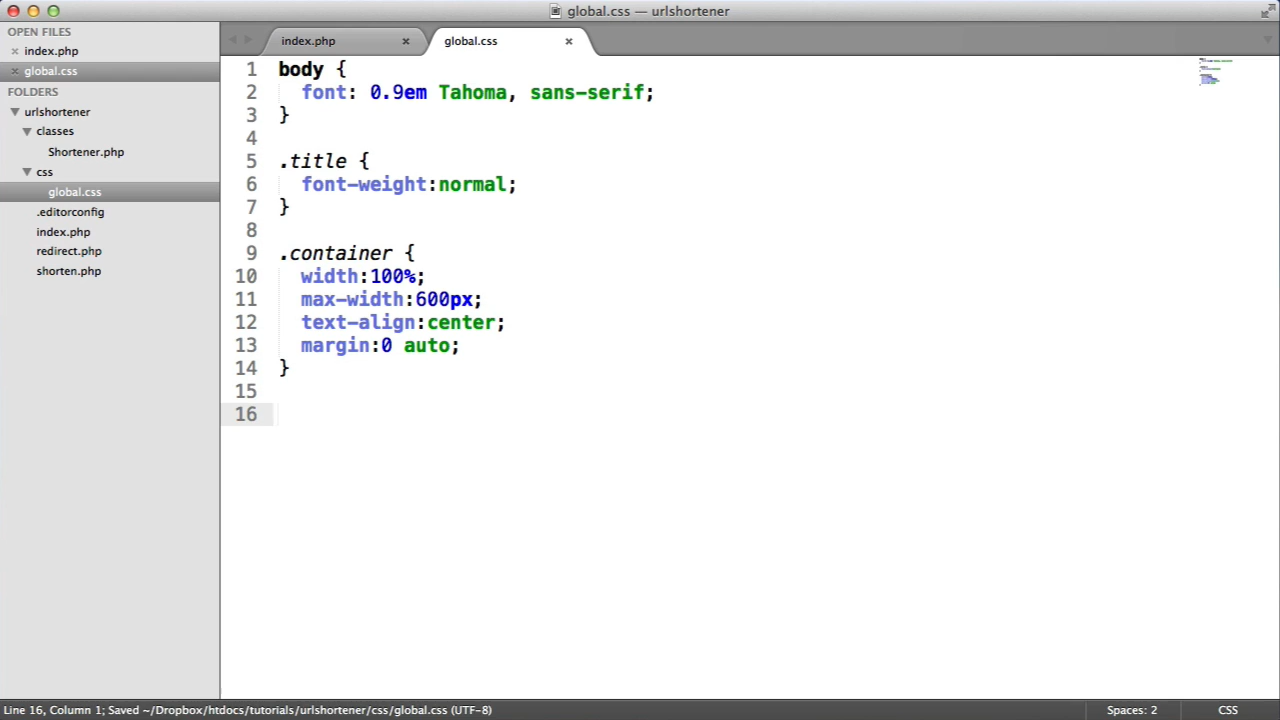 global.css — urlshortener
OPEN FILES
index.php
global.css
FOLDERS
urlshortener
classes
Shortener.php
css
global.css
.editorconfig
index.php
redirect.php
shorten.php
index.php
global.css
1 body {
2 font: 0.9em Tahoma, sans-serif;
3 }
4
5 .title {
6 font-weight:normal;
7 }
8
9 .container {
10 width:100%;
11 max-width:600px;
12 text-align:center;
13 margin:0 auto;
14 }
15
16
Line 16, Column 1; Saved ~/Dropbox/htdocs/tutorials/urlshortener/css/global.css (UTF-8)
Spaces: 2
CSS